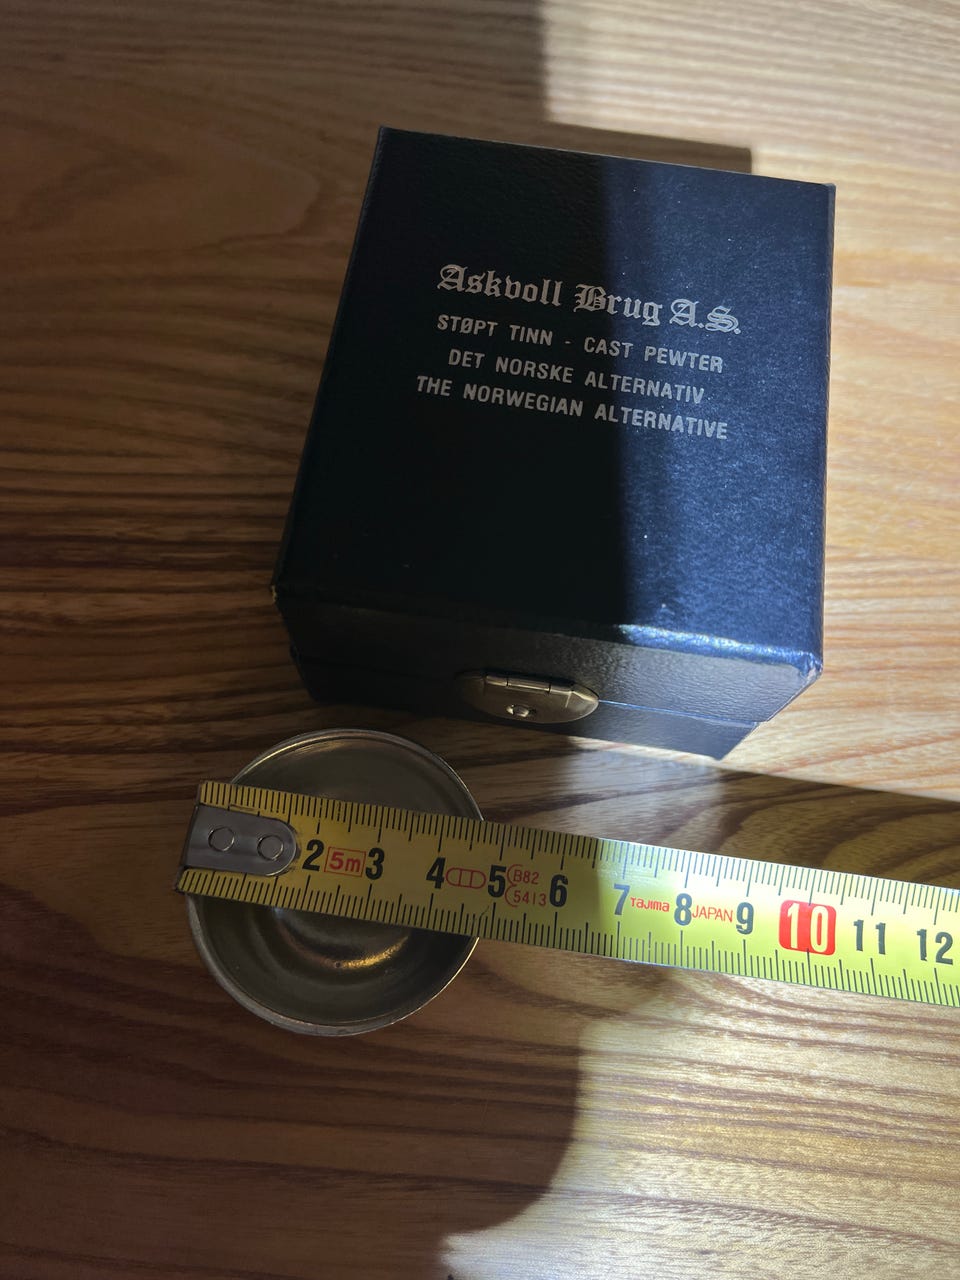 Askvoll Brug A.S.
STØPT TINN - CAST PEWTER
DET NORSKE ALTERNATIV
THE NORWEGIAN ALTERNATIVE
2 5m 3 4 5 B82 5413 6 7 TaJIma 8 JAPAN 9 10 11 12